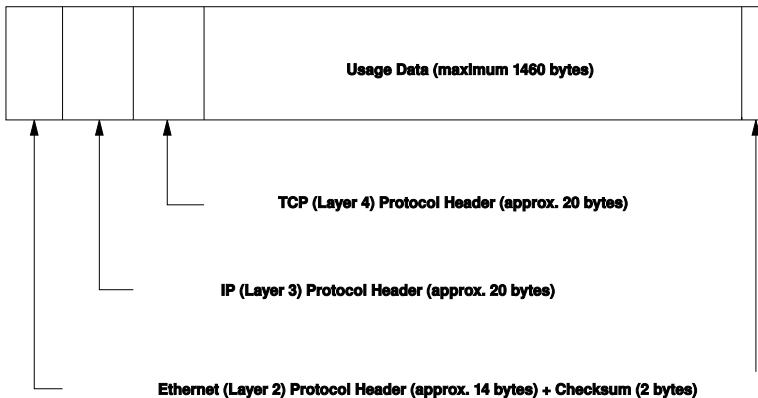 Usage Data (maximum 1460 bytes)
TCP (Layer 4) Protocol Header (approx. 20 bytes)
IP (Layer 3) Protocol Header (approx. 20 bytes)
Ethernet (Layer 2) Protocol Header (approx. 14 bytes) + Checksum (2 bytes)